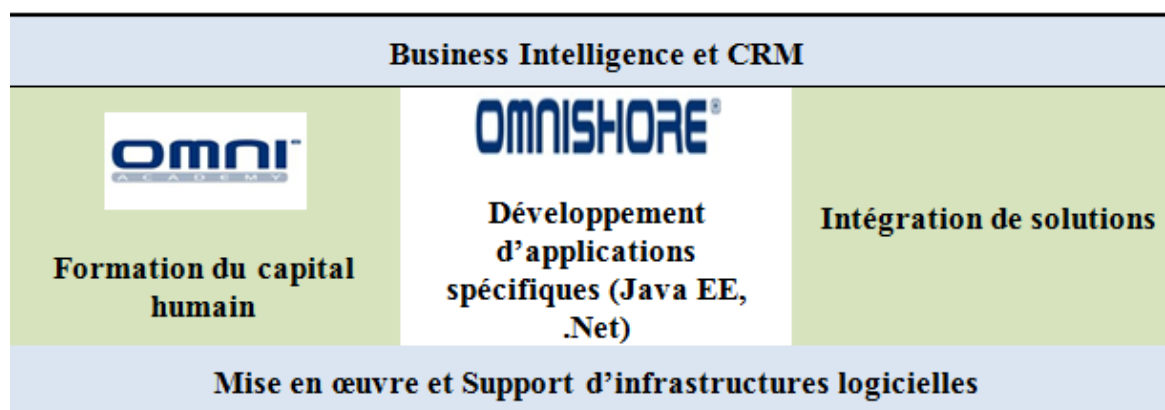 Business Intelligence et CRM
OMNI™
ACADEMY
Formation du capital
humain
OMNISHORE®
Développement
d’applications
spécifiques (Java EE,
.Net)
Intégration de solutions
Mise en œuvre et Support d’infrastructures logicielles